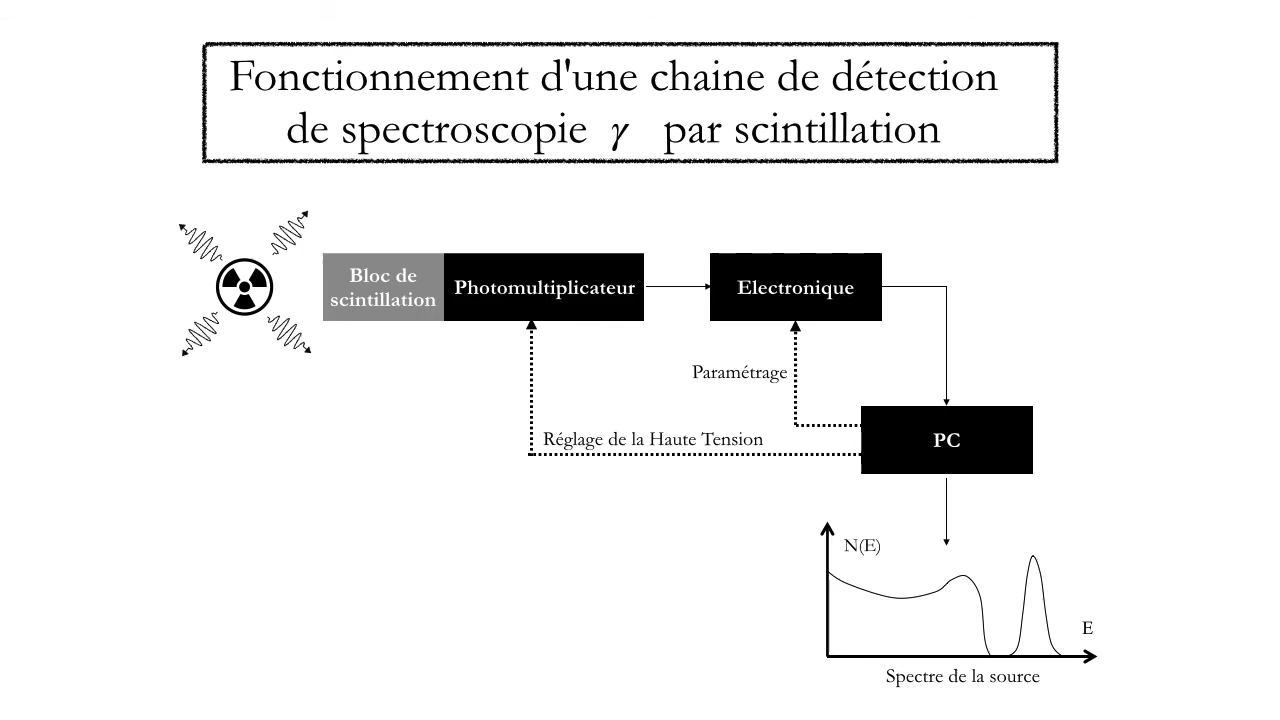 Fonctionnement d'une chaine de détection
de spectroscopie γ par scintillation
Bloc de
scintillation
Photomultiplicateur
Electronique
Paramétrage
Réglage de la Haute Tension
PC
N(E)
E
Spectre de la source